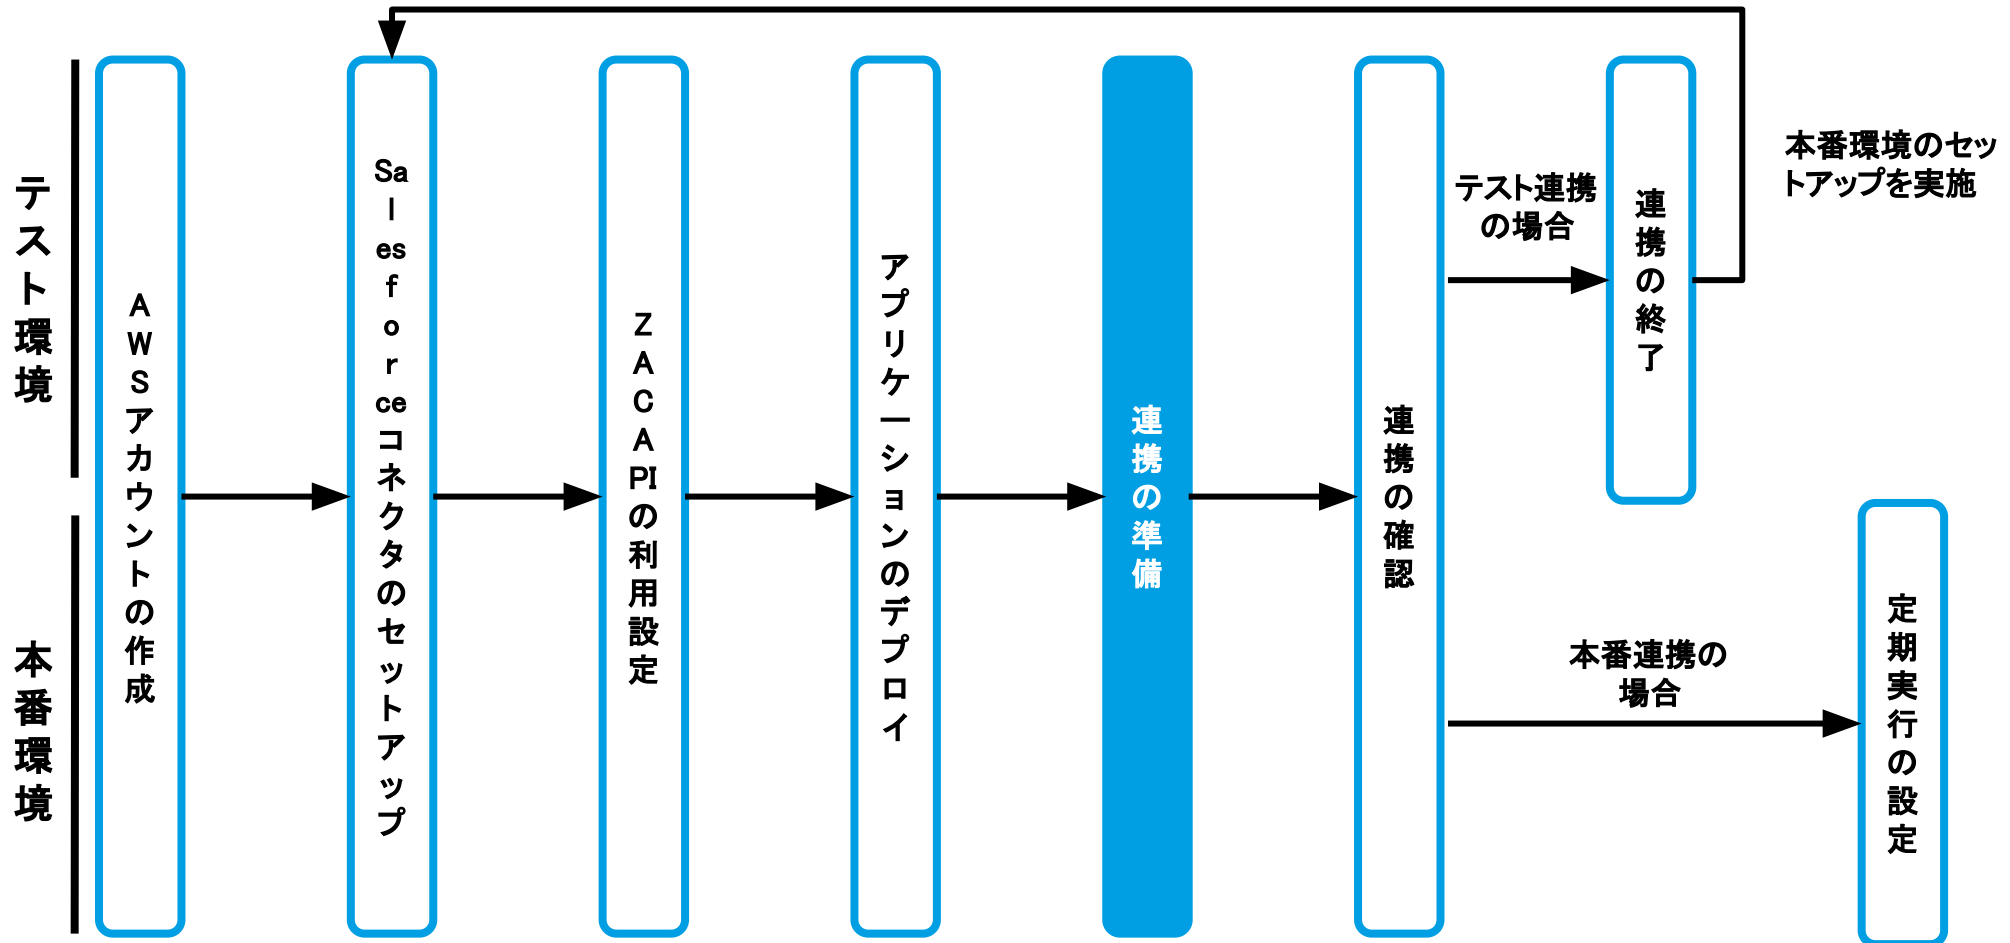 テスト環境
本番環境
AWSアカウントの作成
Salesforceコネクタのセットアップ
ZACAPIの利用設定
アプリケーションのデプロイ
連携の準備
連携の確認
テスト連携
の場合
連携の終了
本番環境のセッ
トアップを実施
本番連携の
場合
定期実行の設定